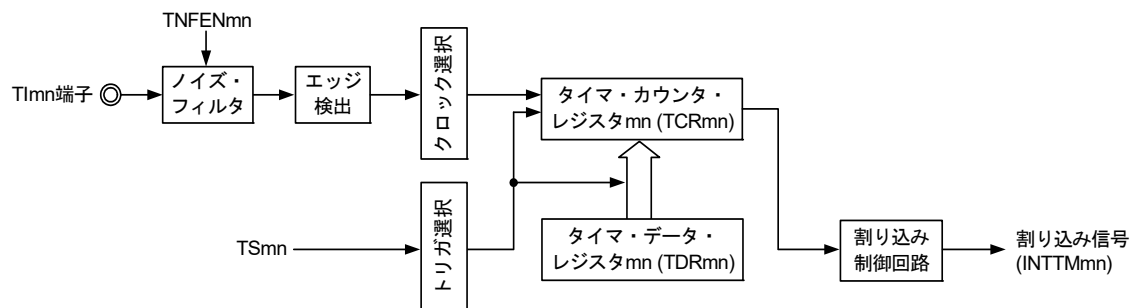 TNFENmn
TImn端子
ノイズ・
フィルタ
エッジ
検出
クロック選択
タイマ・カウンタ・
レジスタmn (TCRmn)
TSmn
トリガ選択
タイマ・データ・
レジスタmn (TDRmn)
割り込み
制御回路
割り込み信号
(INTTMmn)